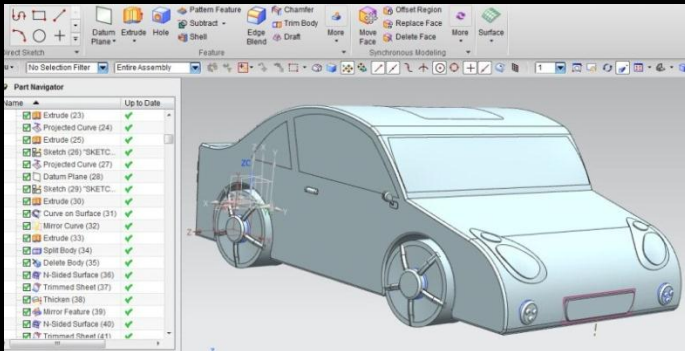 Pattern Feature
Subtract
Shell
Chamfer
Trim Body
Draft
Offset Region
Replace Face
Delete Face
Datum Plane
Extrude
Hole
Edge Blend
More
Move Face
More
Surface
Direct Sketch
Feature
Synchronous Modeling
No Selection Filter
Entire Assembly
1
Part Navigator
Name
Up to Date
Extrude (23)
Projected Curve (24)
Extrude (25)
Sketch (26) "SKETC...
Projected Curve (27)
Datum Plane (28)
Sketch (29) "SKETC...
Extrude (30)
Curve on Surface (31)
Mirror Curve (32)
Extrude (33)
Split Body (34)
Delete Body (35)
N-Sided Surface (36)
Trimmed Sheet (37)
Thicken (38)
Mirror Feature (39)
N-Sided Surface (40)
Trimmed Sheet (41)
ZC